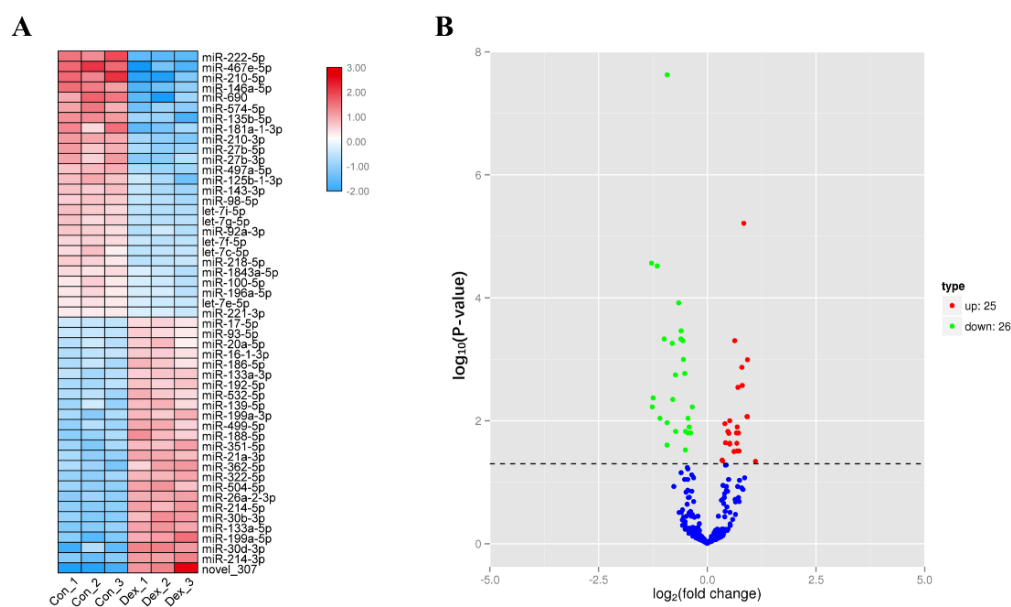 A
miR-222-5p
miR-467e-5p
miR-210-5p
miR-146a-5p
miR-690
miR-574-5p
miR-135b-5p
miR-181a-1-3p
miR-210-3p
miR-27b-5p
miR-27b-3p
miR-497a-5p
miR-125b-1-3p
miR-143-3p
miR-98-5p
let-7i-5p
let-7g-5p
miR-92a-3p
let-7f-5p
let-7c-5p
miR-218-5p
miR-1843a-5p
miR-100-5p
miR-196a-5p
let-7e-5p
miR-221-3p
miR-17-5p
miR-93-5p
miR-20a-5p
miR-16-1-3p
miR-186-5p
miR-133a-3p
miR-192-5p
miR-532-5p
miR-139-5p
miR-199a-3p
miR-499-5p
miR-188-5p
miR-351-5p
miR-21a-3p
miR-362-5p
miR-322-5p
miR-504-5p
miR-26a-2-3p
miR-214-5p
miR-30b-3p
miR-133a-5p
miR-199a-5p
miR-30d-3p
miR-214-3p
novel_307
Con_1
Con_2
Con_3
Dex_1
Dex_2
Dex_3
3.00
2.00
1.00
0.00
-1.00
-2.00
B
8
6
4
2
0
log10(P-value)
-5.0
-2.5
0.0
2.5
5.0
log2(fold change)
type
up: 25
down: 26